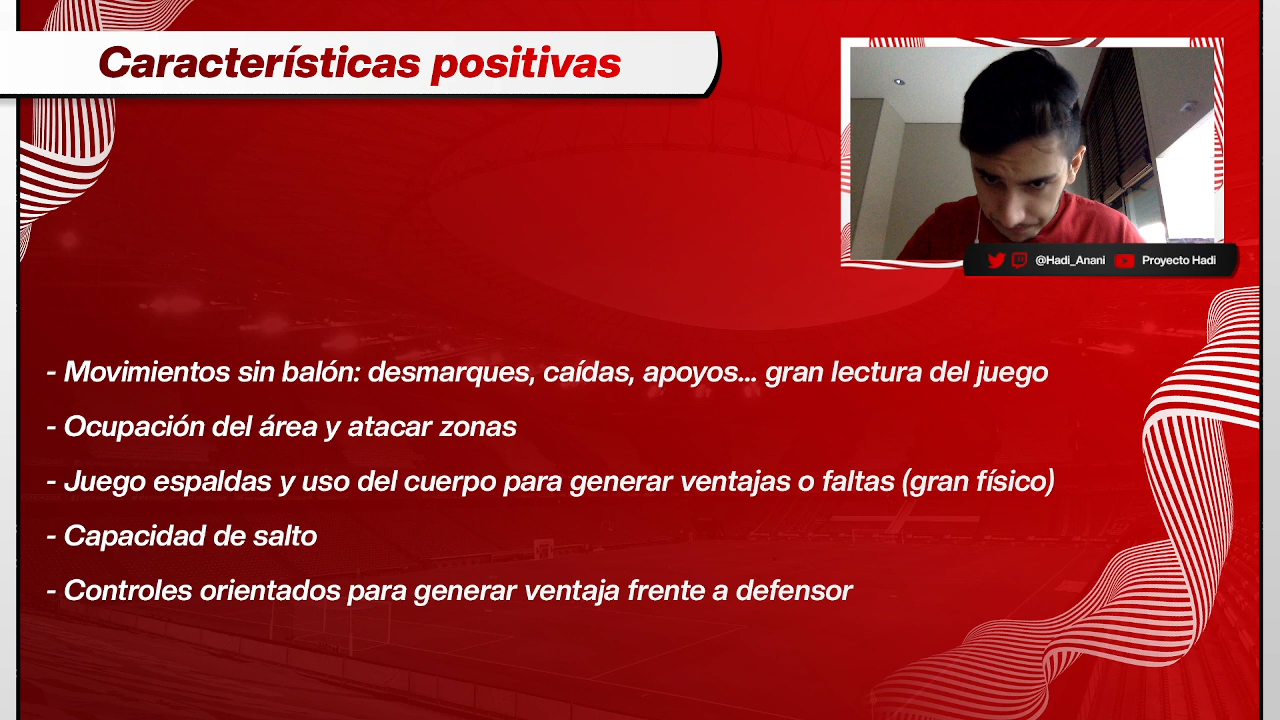 Características positivas
@Hadi_Anani Proyecto Hadi
- Movimientos sin balón: desmarques, caídas, apoyos... gran lectura del juego
- Ocupación del área y atacar zonas
- Juego espaldas y uso del cuerpo para generar ventajas o faltas (gran físico)
- Capacidad de salto
- Controles orientados para generar ventaja frente a defensor